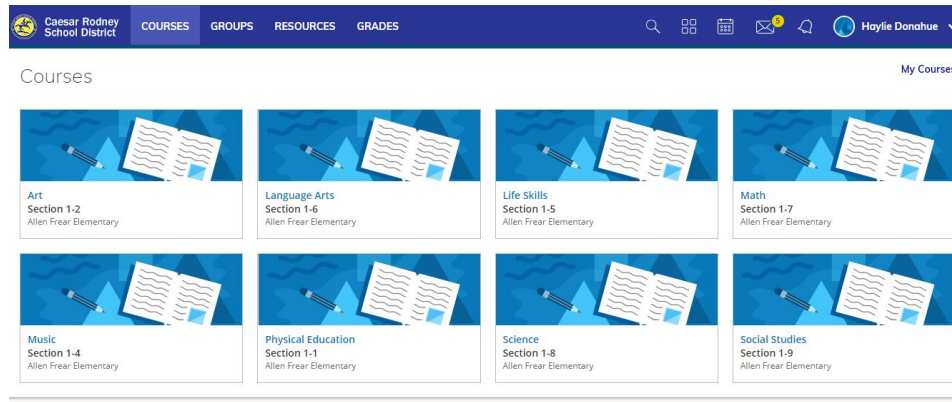 Caesar Rodney
School District
COURSES GROUPS RESOURCES GRADES
5
Haylie Donahue
Courses
My Courses
Art
Section 1-2
Allen Frear Elementary
Language Arts
Section 1-6
Allen Frear Elementary
Life Skills
Section 1-5
Allen Frear Elementary
Math
Section 1-7
Allen Frear Elementary
Music
Section 1-4
Allen Frear Elementary
Physical Education
Section 1-1
Allen Frear Elementary
Science
Section 1-8
Allen Frear Elementary
Social Studies
Section 1-9
Allen Frear Elementary